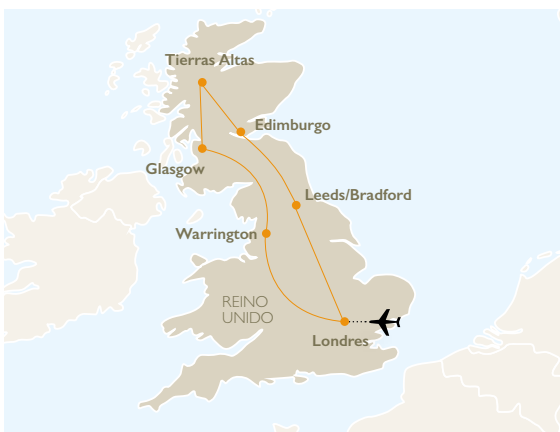 Tierras Altas
Edimburgo
Glasgow
Leeds/Bradford
Warrington
REINO
UNIDO
Londres